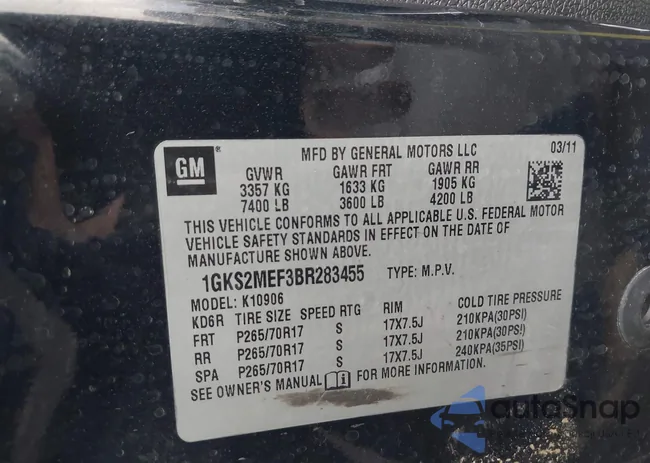 GM ® MFD BY GENERAL MOTORS LLC 03/11
GVWR GAWR FRT GAWR RR
3357 KG 1633 KG 1905 KG
7400 LB 3600 LB 4200 LB
THIS VEHICLE CONFORMS TO ALL APPLICABLE U.S. FEDERAL MOTOR
VEHICLE SAFETY STANDARDS IN EFFECT ON THE DATE OF
MANUFACTURE SHOWN ABOVE.
1GKS2MEF3BR283455 TYPE: M.P.V.
MODEL: K10906
KD6R TIRE SIZE SPEED RTG RIM COLD TIRE PRESSURE
FRT P265/70R17 S 17X7.5J 210KPA(30PSI)
RR P265/70R17 S 17X7.5J 210KPA(30PSI)
SPA P265/70R17 S 17X7.5J 240KPA(35PSI)
SEE OWNER'S MANUAL FOR MORE INFORMATION.
autoSnap